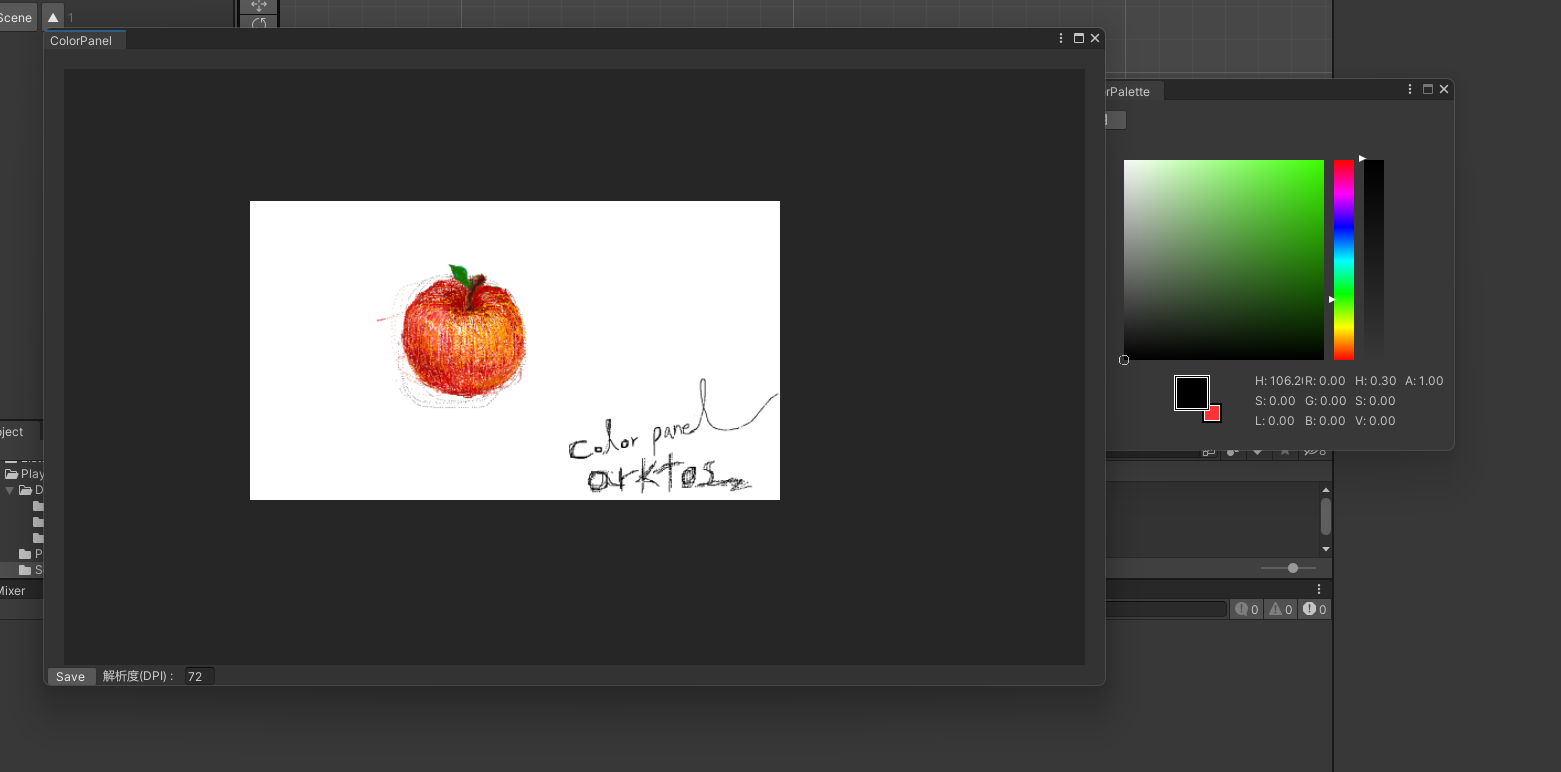 Scene
1
ColorPanel
rPalette
H: 106.2 R: 0.00 H: 0.30 A: 1.00
S: 0.00 G: 0.00 S: 0.00
L: 0.00 B: 0.00 V: 0.00
Color panel
arktos
oject
Play
D
P
S
8
Mixer
0 0 0
Save 解析度(DPI) : 72